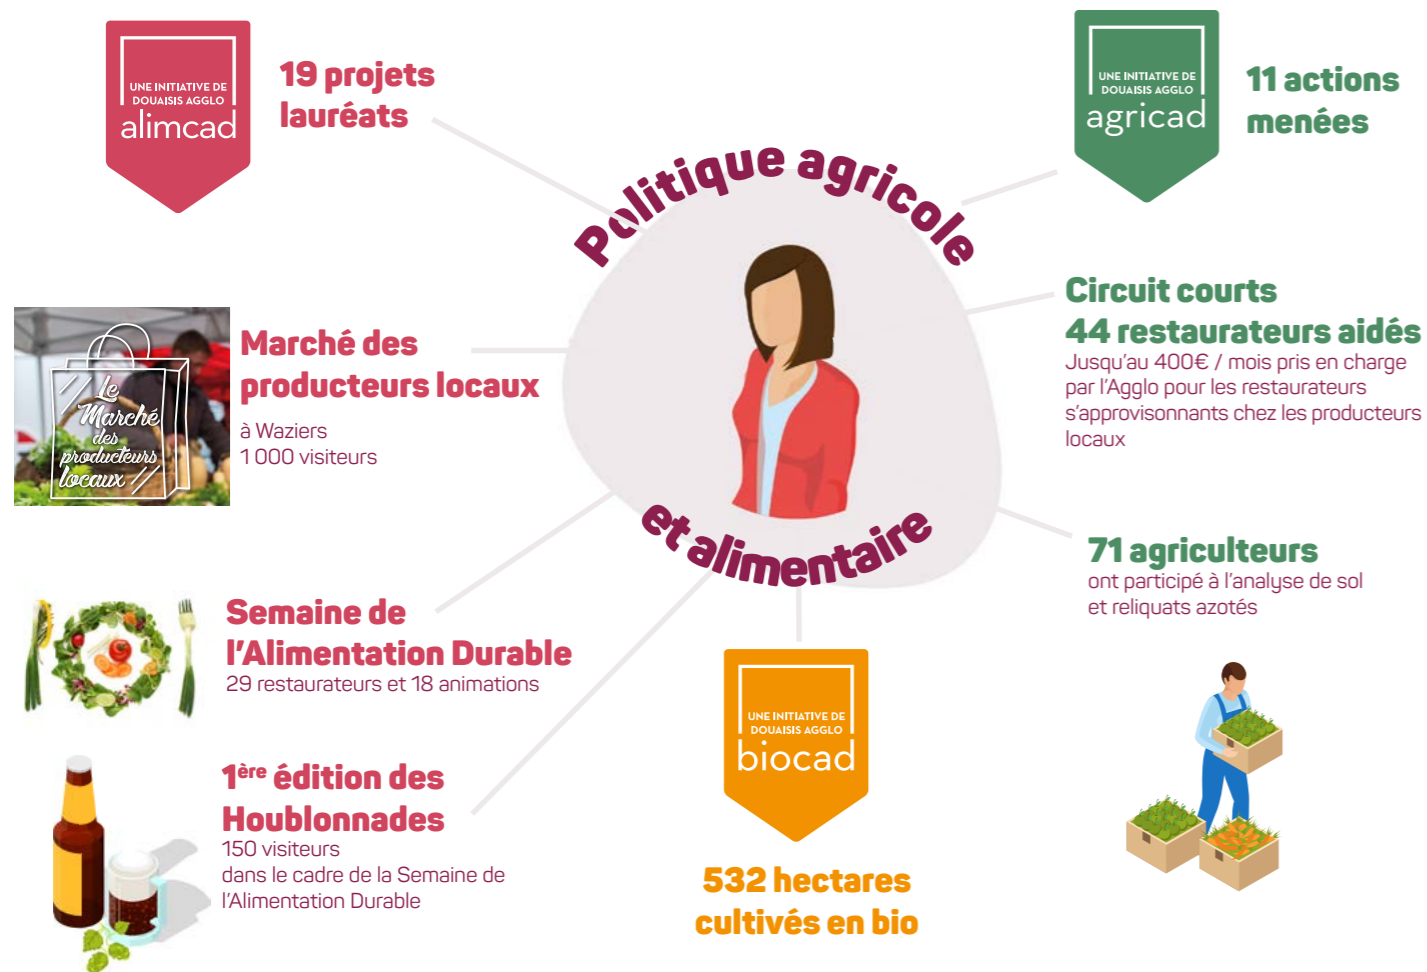 UNE INITIATIVE DE
DOUAISIS AGGLO
alimcad
19 projets
lauréats
UNE INITIATIVE DE
DOUAISIS AGGLO
agricad
11 actions
menées
Politique agricole
et alimentaire
Le
Marché
des
producteurs
locaux
Marché des
producteurs locaux
à Waziers
1 000 visiteurs
Circuit courts
44 restaurateurs aidés
Jusqu'au 400€ / mois pris en charge
par l'Agglo pour les restaurateurs
s'approvisonnants chez les producteurs
locaux
71 agriculteurs
ont participé à l'analyse de sol
et reliquats azotés
Semaine de
l'Alimentation Durable
29 restaurateurs et 18 animations
1ère édition des
Houblonnades
150 visiteurs
dans le cadre de la Semaine de
l'Alimentation Durable
UNE INITIATIVE DE
DOUAISIS AGGLO
biocad
532 hectares
cultivés en bio